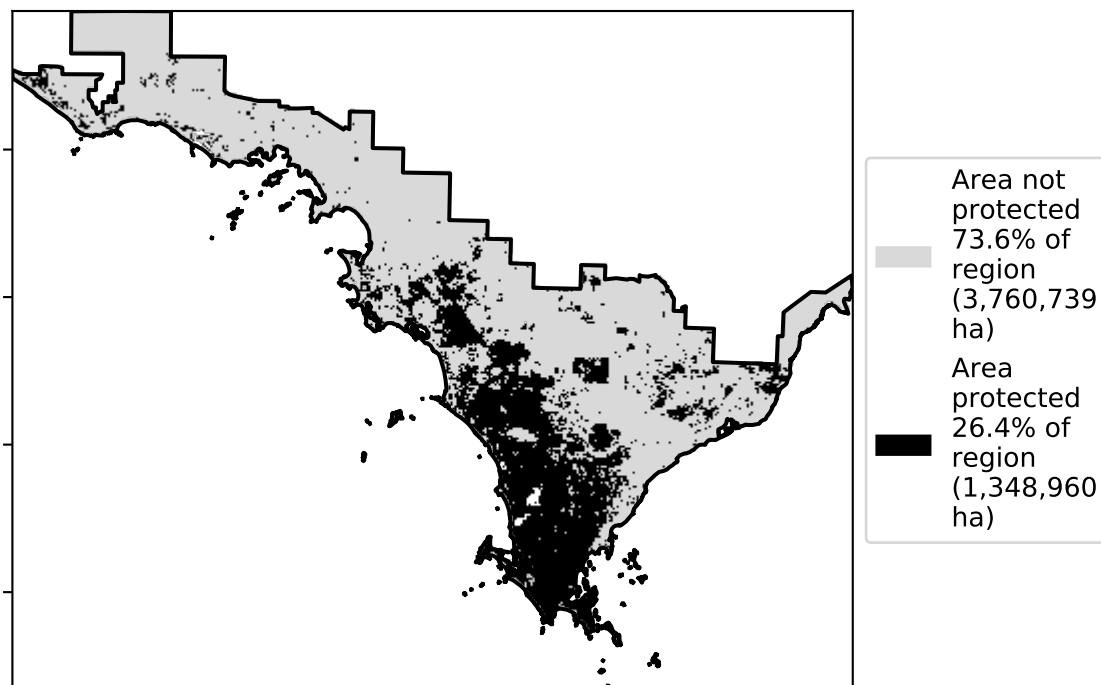 Area not
protected
73.6% of
region
(3,760,739
ha)
Area
protected
26.4% of
region
(1,348,960
ha)